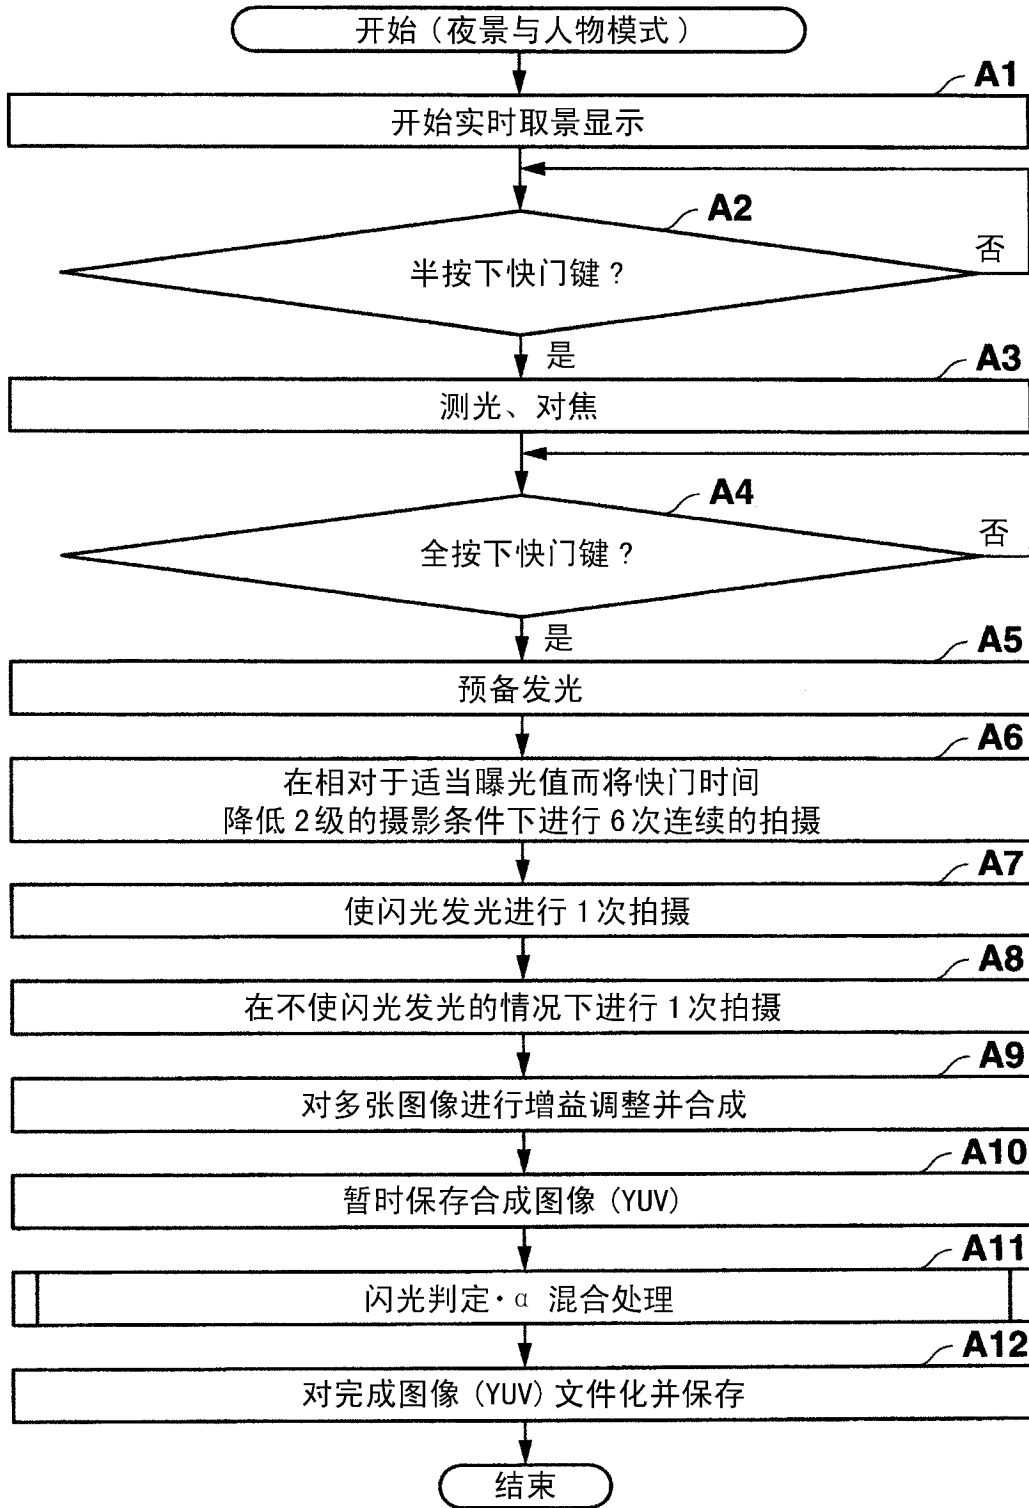 开始（夜景与人物模式）
A1
开始实时取景显示
A2
半按下快门键？
否
是
A3
测光、对焦
A4
全按下快门键？
否
是
A5
预备发光
A6
在相对于适当曝光值而将快门时间
降低2级的摄影条件下进行6次连续的拍摄
A7
使闪光发光进行1次拍摄
A8
在不使闪光发光的情况下进行1次拍摄
A9
对多张图像进行增益调整并合成
A10
暂时保存合成图像(YUV)
A11
闪光判定·α 混合处理
A12
对完成图像(YUV)文件化并保存
结束